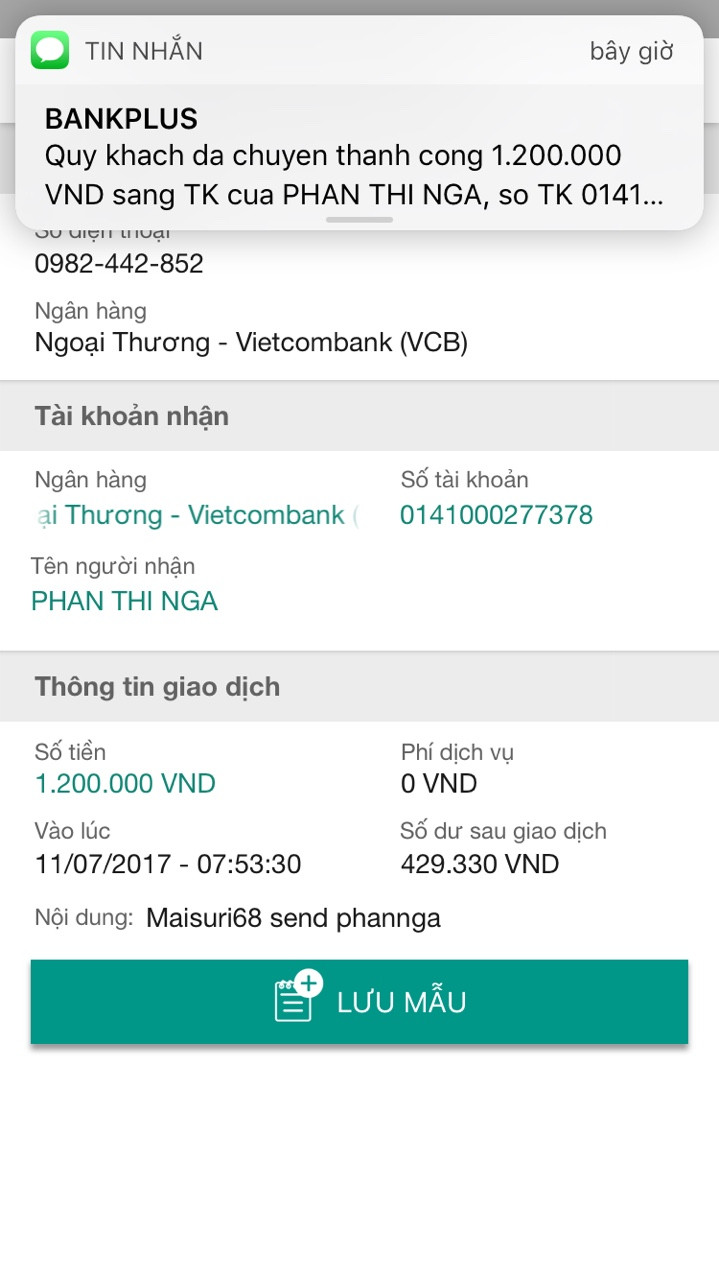 TIN NHẮN
bây giờ
BANKPLUS
Quy khach da chuyen thanh cong 1.200.000
VND sang TK cua PHAN THI NGA, so TK 0141...
Số điện thoại
0982-442-852
Ngân hàng
Ngoại Thương - Vietcombank (VCB)
Tài khoản nhận
Ngân hàng
Số tài khoản
ại Thương - Vietcombank (
0141000277378
Tên người nhận
PHAN THI NGA
Thông tin giao dịch
Số tiền
Phí dịch vụ
1.200.000 VND
0 VND
Vào lúc
Số dư sau giao dịch
11/07/2017 - 07:53:30
429.330 VND
Nội dung: Maisuri68 send phannga
LƯU MẪU